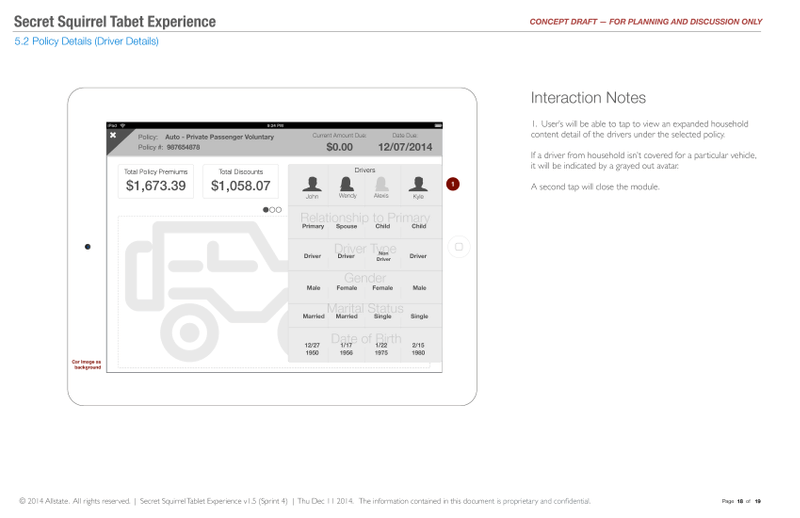 Secret Squirrel Tabet Experience
CONCEPT DRAFT — FOR PLANNING AND DISCUSSION ONLY
5.2 Policy Details (Driver Details)
iPad
8:34 PM
Policy: Auto - Private Passenger Voluntary
Policy #: 987654878
Current Amount Due:
$0.00
Date Due:
12/07/2014
Total Policy Premiums
$1,673.39
Total Discounts
$1,058.07
Drivers
John Wendy Alexis Kyle
Relationship to Primary
Primary Spouse Child Child
Driver Type
Driver Driver Non Driver Driver
Gender
Male Female Female Male
Marital Status
Married Married Single Single
Date of Birth
12/27 1/17 1/22 2/15
1950 1956 1975 1980
1
Car Image as
background
Interaction Notes
1. User's will be able to tap to view an expanded household
content detail of the drivers under the selected policy.
If a driver from household isn't covered for a particular vehicle,
it will be indicated by a grayed out avatar.
A second tap will close the module.
© 2014 Allstate. All rights reserved. | Secret Squirrel Tablet Experience v1.5 (Sprint 4) | Thu Dec 11 2014. The information contained in this document is proprietary and confidential.
Page 18 of 19